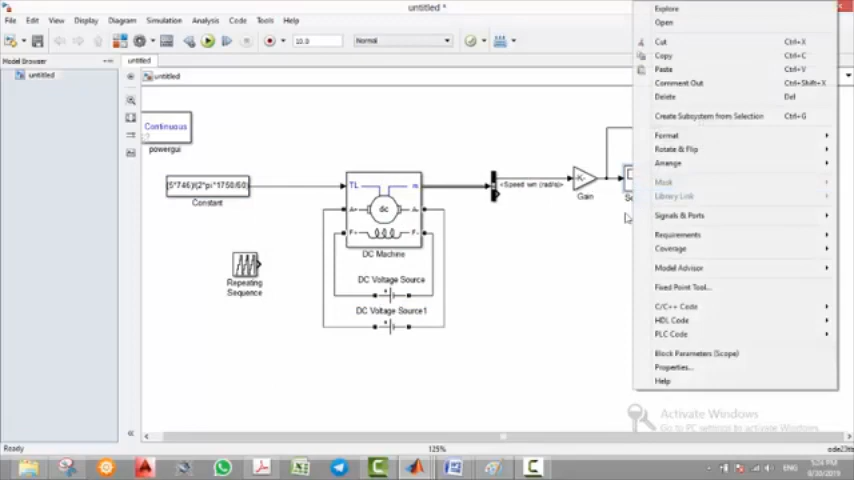 untitled *
File Edit View Display Diagram Simulation Analysis Code Tools Help
10.0 Normal
Model Browser
untitled
untitled
untitled
Continuous
powergui
(5*746)/(2*pi*1750/60)
Constant
TL
m
dc
A+
A-
F+
F-
DC Machine
<Speed wm (rad/s)>
-K-
Gain
Repeating
Sequence
DC Voltage Source
DC Voltage Source1
Explore
Open
Cut Ctrl+X
Copy Ctrl+C
Paste Ctrl+V
Comment Out Ctrl+Shift+X
Delete Del
Create Subsystem from Selection Ctrl+G
Format
Rotate & Flip
Arrange
Mask
Library Link
Signals & Ports
Requirements
Coverage
Model Advisor
Fixed Point Tool...
C/C++ Code
HDL Code
PLC Code
Block Parameters (Scope)
Properties...
Help
Activate Windows
Go to PC settings to activate Windows.
Ready
125%
ENG
5:24 PM